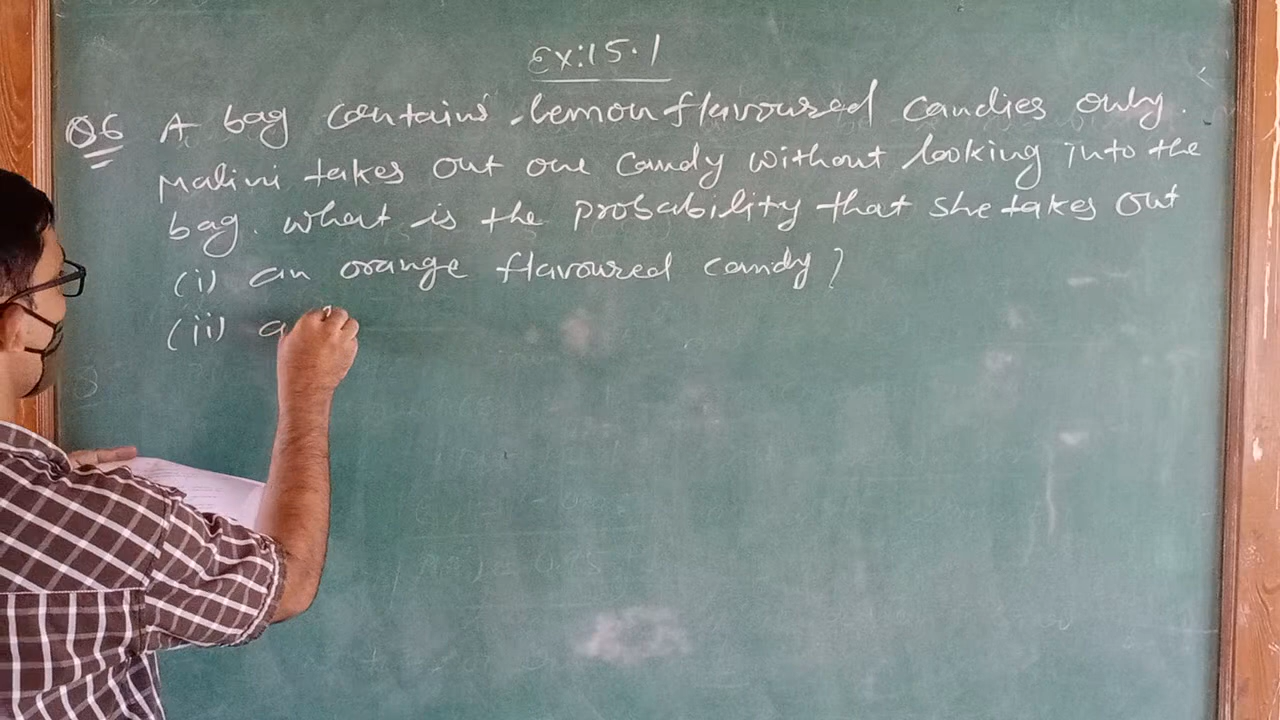 Ex:15.1
Q6 A bag contains lemon flavoured candies only.
Malini takes out one candy without looking into the
bag. what is the probability that she takes out
(i) an orange flavoured candy?
(ii) a